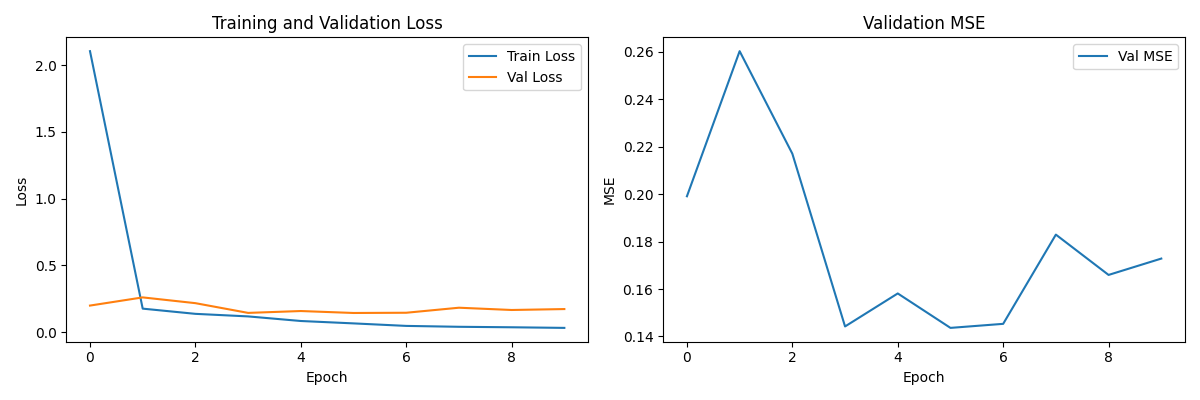 Training and Validation Loss
Train Loss
Val Loss
2.0
1.5
1.0
0.5
0.0
Loss
0 2 4 6 8
Epoch
Validation MSE
Val MSE
0.26
0.24
0.22
0.20
0.18
0.16
0.14
MSE
0 2 4 6 8
Epoch